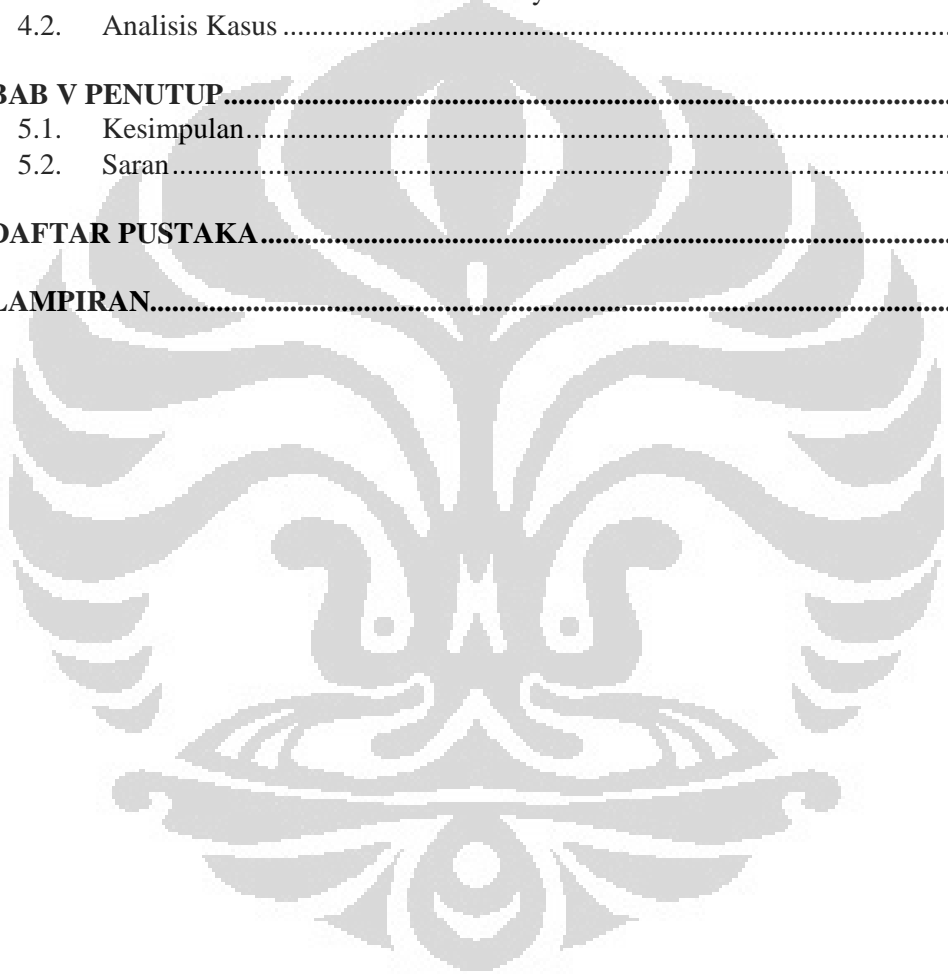 4.2. Analisis Kasus ................................................................................
BAB V PENUTUP................................................................................
5.1. Kesimpulan................................................................................
5.2. Saran................................................................................
DAFTAR PUSTAKA................................................................................
LAMPIRAN................................................................................